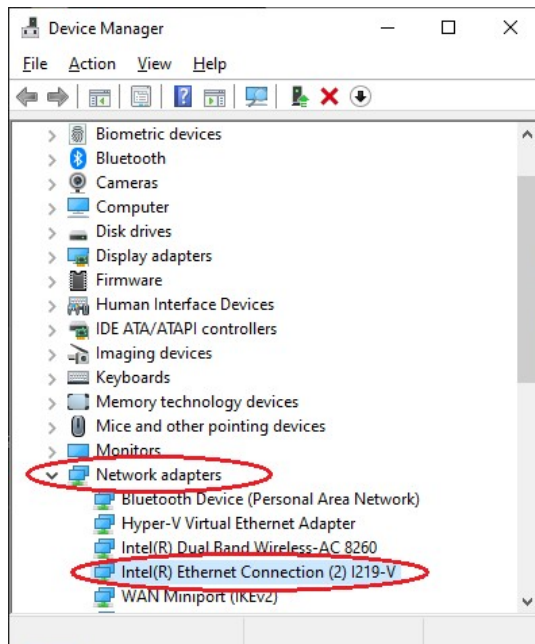 Device Manager
File Action View Help
Biometric devices
Bluetooth
Cameras
Computer
Disk drives
Display adapters
Firmware
Human Interface Devices
IDE ATA/ATAPI controllers
Imaging devices
Keyboards
Memory technology devices
Mice and other pointing devices
Monitors
Network adapters
Bluetooth Device (Personal Area Network)
Hyper-V Virtual Ethernet Adapter
Intel(R) Dual Band Wireless-AC 8260
Intel(R) Ethernet Connection (2) I219-V
WAN Miniport (IKEv2)